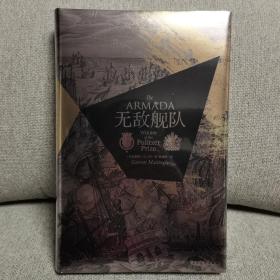 The
ARMADA
无敌舰队
Winner
of the
Pulitzer
Prize
Garrett Mattingly